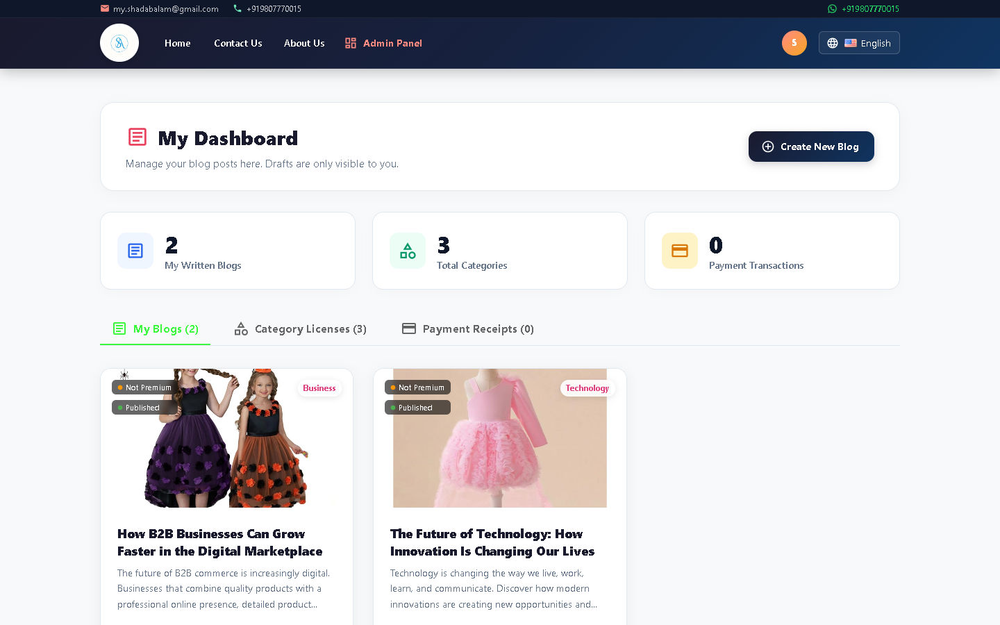 my.shadabalam@gmail.com +919807770015 +919807770015
Home Contact Us About Us Admin Panel S English
My Dashboard
Manage your blog posts here. Drafts are only visible to you.
Create New Blog
2
My Written Blogs
3
Total Categories
0
Payment Transactions
My Blogs (2) Category Licenses (3) Payment Receipts (0)
Not Premium
Published
Business
How B2B Businesses Can Grow
Faster in the Digital Marketplace
The future of B2B commerce is increasingly digital.
Businesses that combine quality products with a
professional online presence, detailed product...
Not Premium
Published
Technology
The Future of Technology: How
Innovation Is Changing Our Lives
Technology is changing the way we live, work,
learn, and communicate. Discover how modern
innovations are creating new opportunities and...